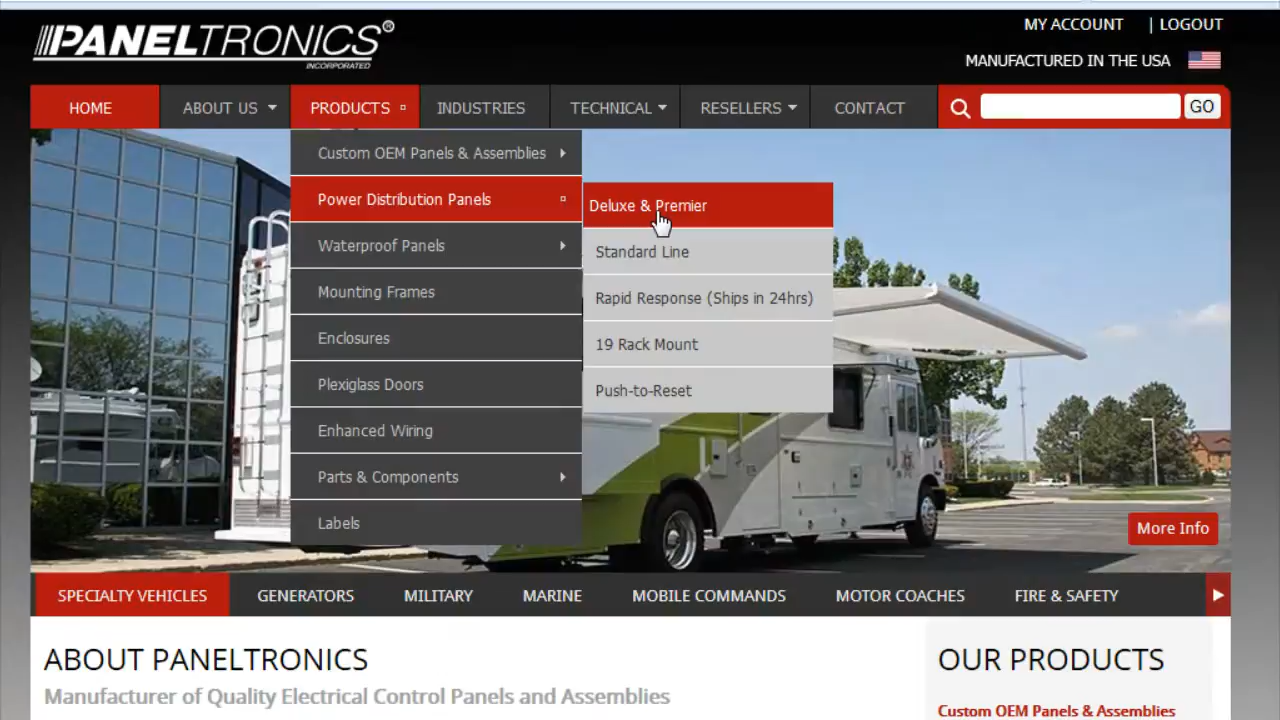 PANELTRONICS®
INCORPORATED
MY ACCOUNT | LOGOUT
MANUFACTURED IN THE USA
HOME ABOUT US PRODUCTS INDUSTRIES TECHNICAL RESELLERS CONTACT GO
Custom OEM Panels & Assemblies
Power Distribution Panels
Waterproof Panels
Mounting Frames
Enclosures
Plexiglass Doors
Enhanced Wiring
Parts & Components
Labels
Deluxe & Premier
Standard Line
Rapid Response (Ships in 24hrs)
19 Rack Mount
Push-to-Reset
More Info
SPECIALTY VEHICLES GENERATORS MILITARY MARINE MOBILE COMMANDS MOTOR COACHES FIRE & SAFETY
ABOUT PANELTRONICS
Manufacturer of Quality Electrical Control Panels and Assemblies
OUR PRODUCTS
Custom OEM Panels & Assemblies